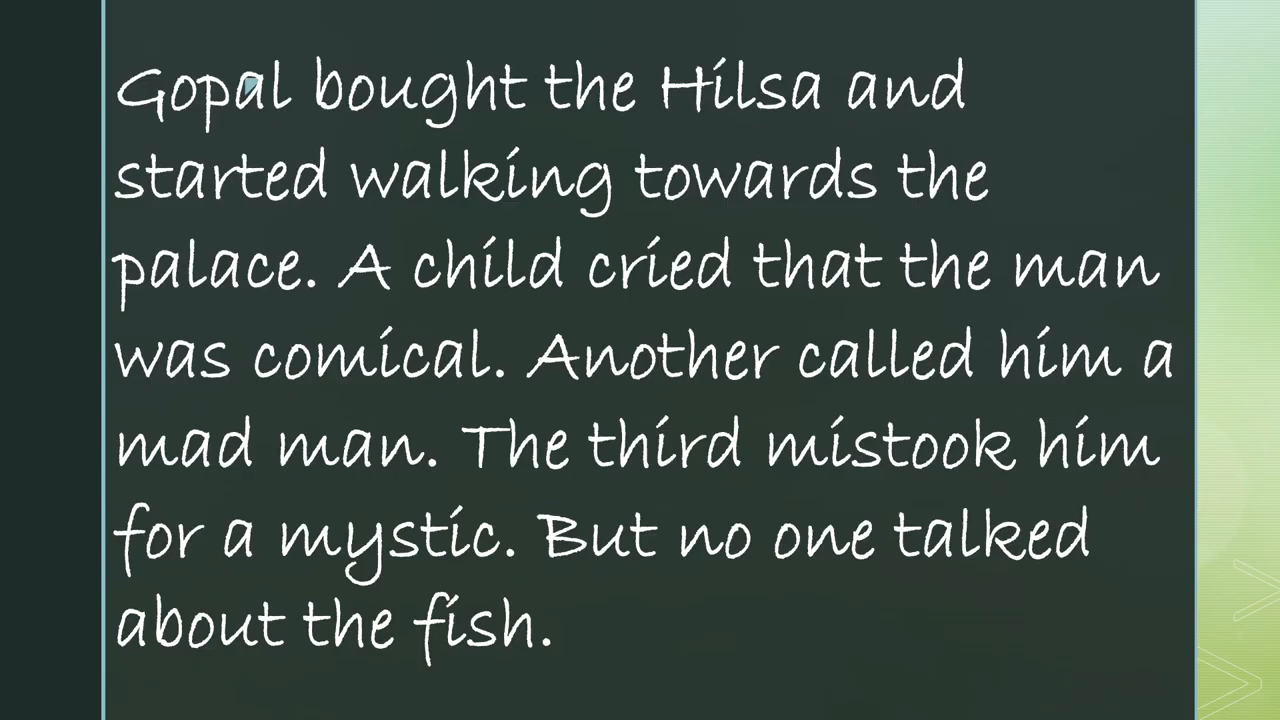 Gopal bought the Hilsa and
started walking towards the
palace. A child cried that the man
was comical. Another called him a
mad man. The third mistook him
for a mystic. But no one talked
about the fish.